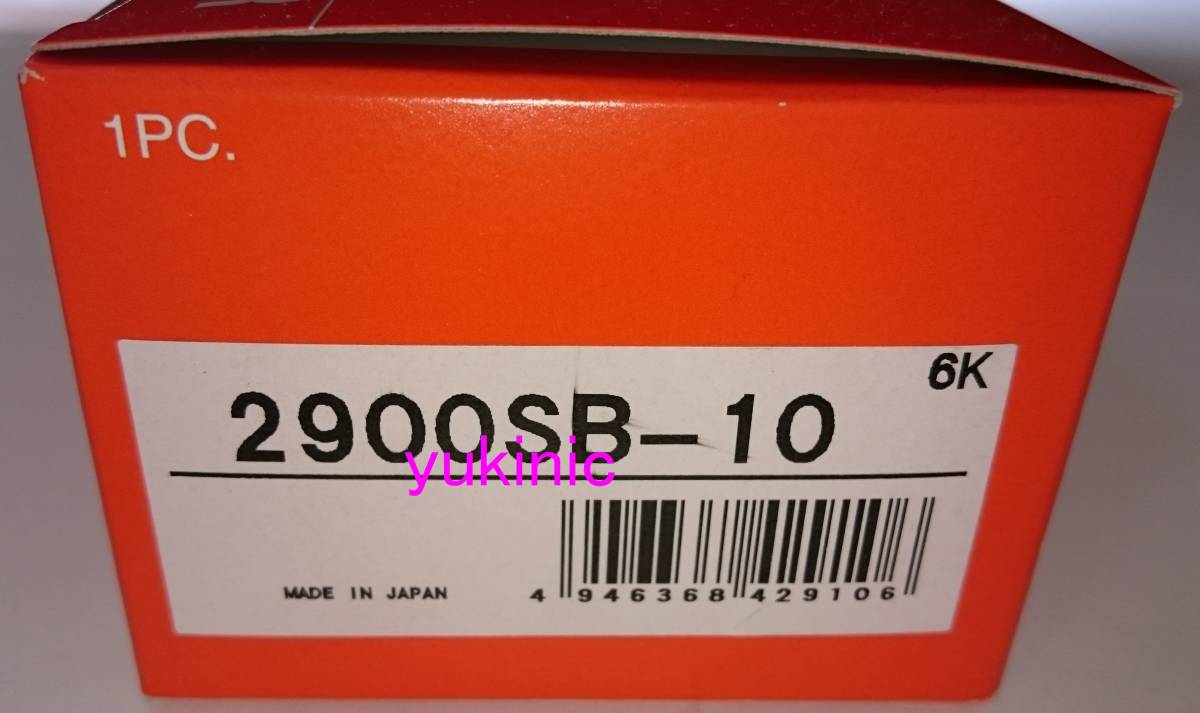 1PC.
6K
2900SB-10
yukinic
MADE IN JAPAN
4 946368 429106